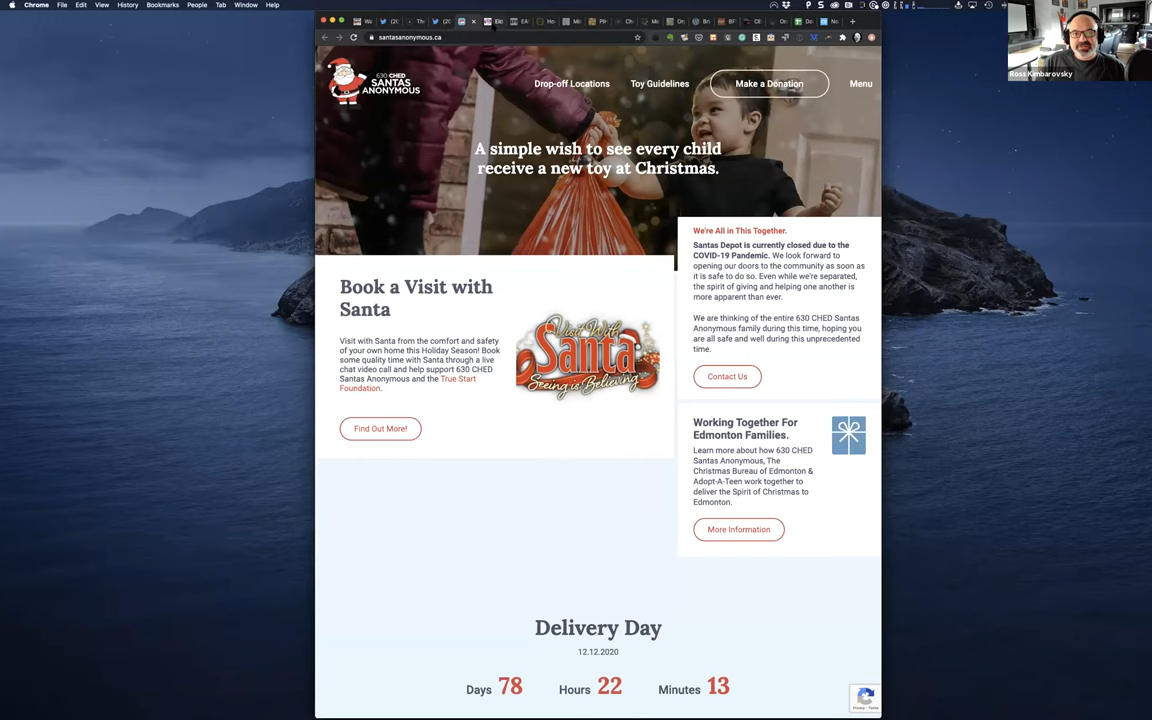 Chrome File Edit View History Bookmarks People Tab Window Help
santasanonymous.ca
Ross Kimbarovsky
630 CHED
SANTAS
ANONYMOUS
Drop-off Locations Toy Guidelines Make a Donation Menu
A simple wish to see every child
receive a new toy at Christmas.
We're All in This Together.
Santas Depot is currently closed due to the
COVID-19 Pandemic. We look forward to
opening our doors to the community as soon as
it is safe to do so. Even while we're separated,
the spirit of giving and helping one another is
more apparent than ever.
We are thinking of the entire 630 CHED Santas
Anonymous family during this time, hoping you
are all safe and well during this unprecedented
time.
Contact Us
Book a Visit with
Santa
Visit with Santa from the comfort and safety
of your own home this Holiday Season! Book
some quality time with Santa through a live
chat video call and help support 630 CHED
Santas Anonymous and the True Start
Foundation.
Find Out More!
Visit With
Santa
Seeing is Believing
Working Together For
Edmonton Families.
Learn more about how 630 CHED
Santas Anonymous, The
Christmas Bureau of Edmonton &
Adopt-A-Teen work together to
deliver the Spirit of Christmas to
Edmonton.
More Information
Delivery Day
12.12.2020
Days 78 Hours 22 Minutes 13
Privacy - Terms